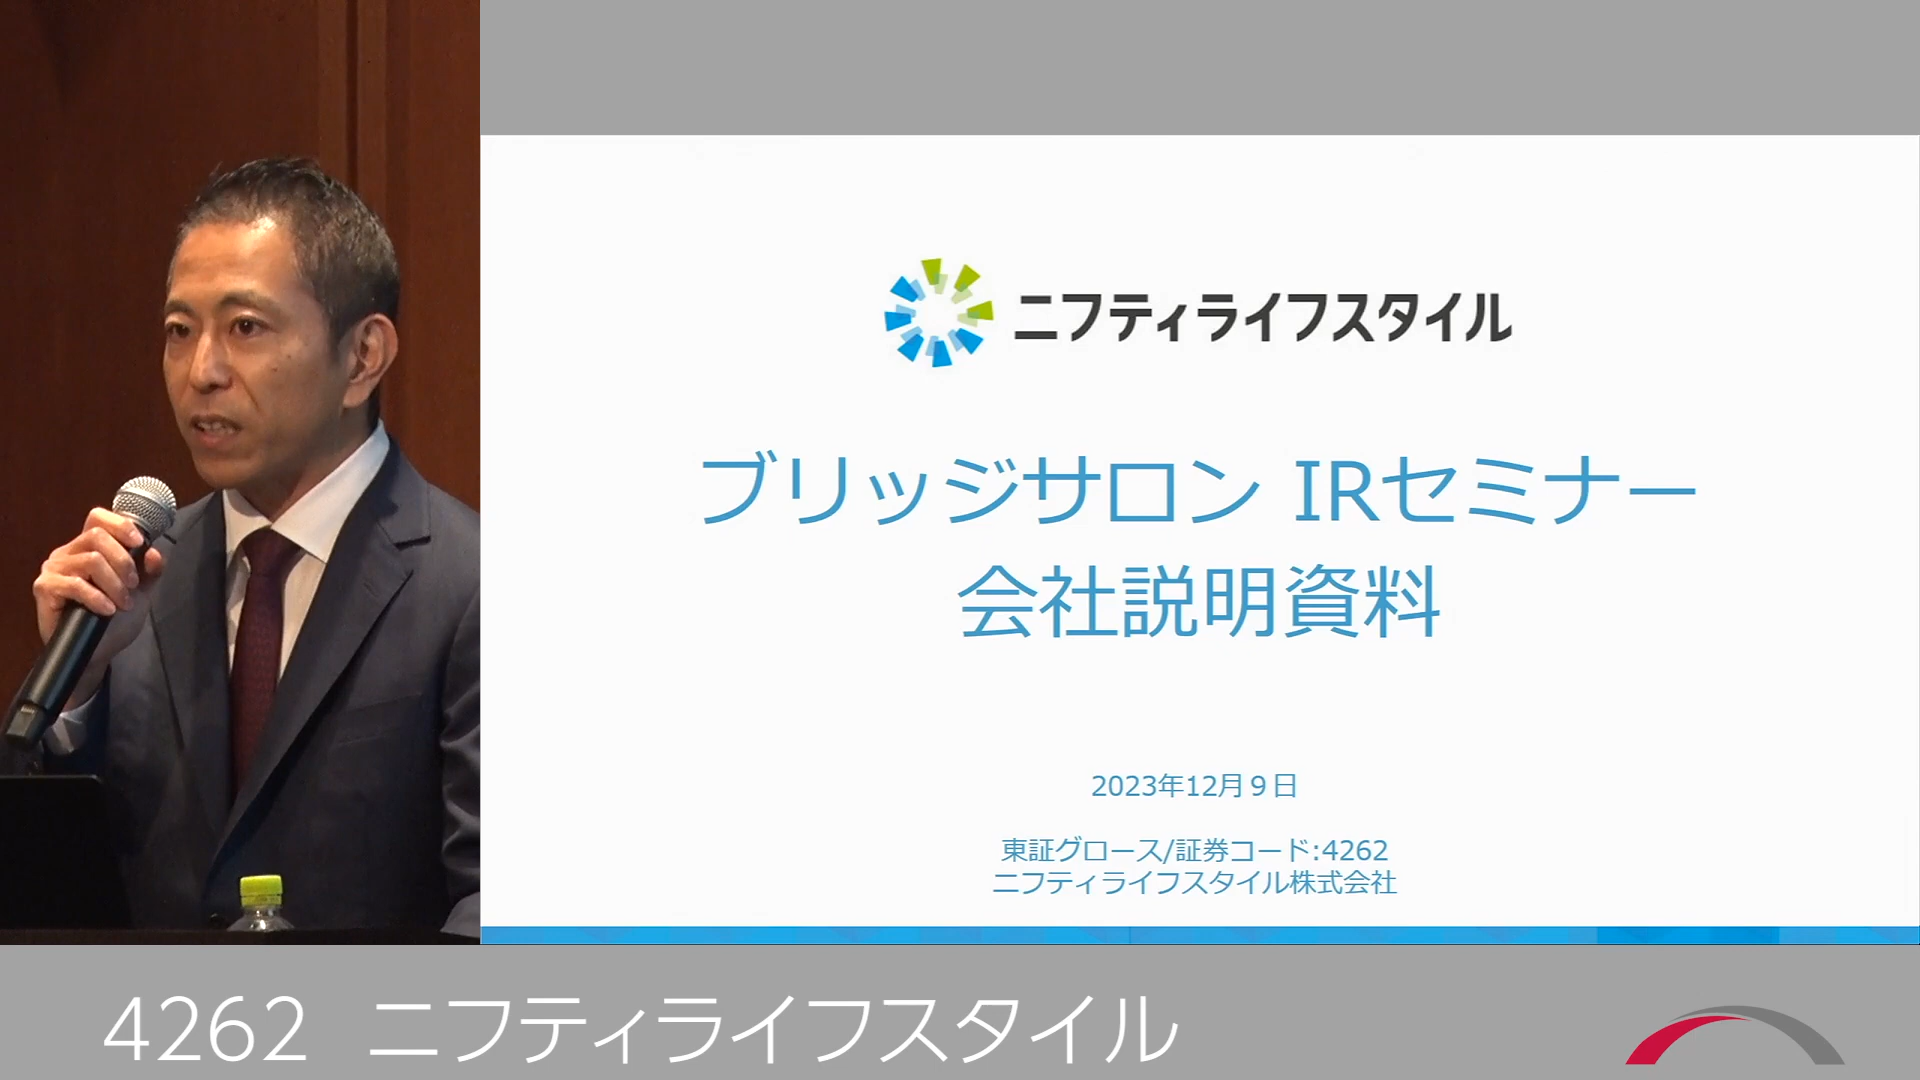 ニフティライフスタイル
ブリッジサロン IRセミナー
会社説明資料
2023年12月９日
東証グロース/証券コード:4262
ニフティライフスタイル株式会社
4262 ニフティライフスタイル